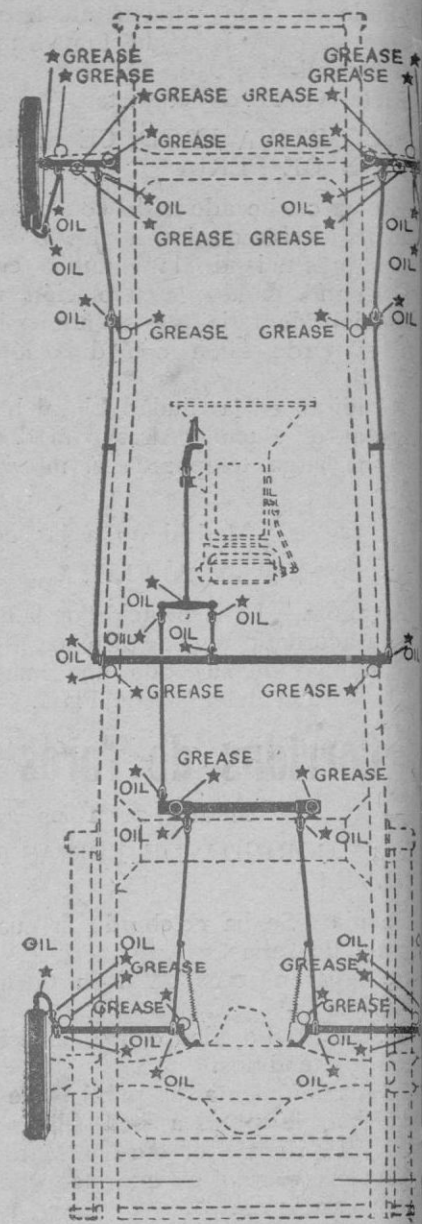 ★ GREASE GREASE ★
★ GREASE GREASE ★
★ GREASE GREASE ★
★ GREASE GREASE ★
★ OIL OIL ★
OIL ★ GREASE GREASE ★ OIL
OIL OIL
★ OIL ★ OIL
★ GREASE GREASE ★
OIL ★ ★ OIL
OIL ★ OIL
OIL ★ OIL ★ OIL
★ GREASE GREASE ★
★ GREASE ★ GREASE
OIL ★
OIL ★ ★ OIL
OIL OIL OIL
★ GREASE GREASE ★
GREASE ★ ★ GREASE
★ OIL ★ OIL ★ OIL ★ OIL